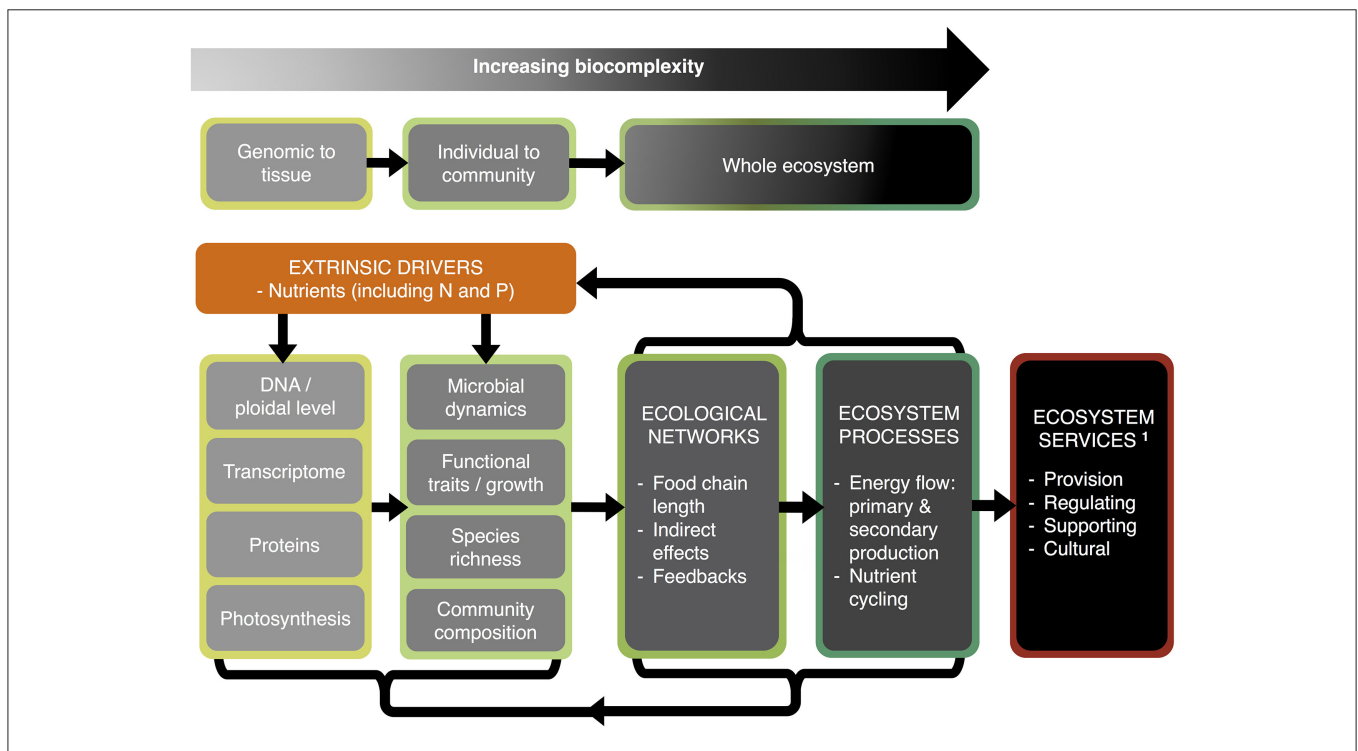 Increasing biocomplexity
Genomic to
tissue
Individual to
community
Whole ecosystem
EXTRINSIC DRIVERS
- Nutrients (including N and P)
DNA /
ploidal level
Transcriptome
Proteins
Photosynthesis
Microbial
dynamics
Functional
traits / growth
Species
richness
Community
composition
ECOLOGICAL
NETWORKS
- Food chain
length
- Indirect
effects
- Feedbacks
ECOSYSTEM
PROCESSES
- Energy flow:
primary &
secondary
production
- Nutrient
cycling
ECOSYSTEM
SERVICES ¹
- Provision
- Regulating
- Supporting
- Cultural